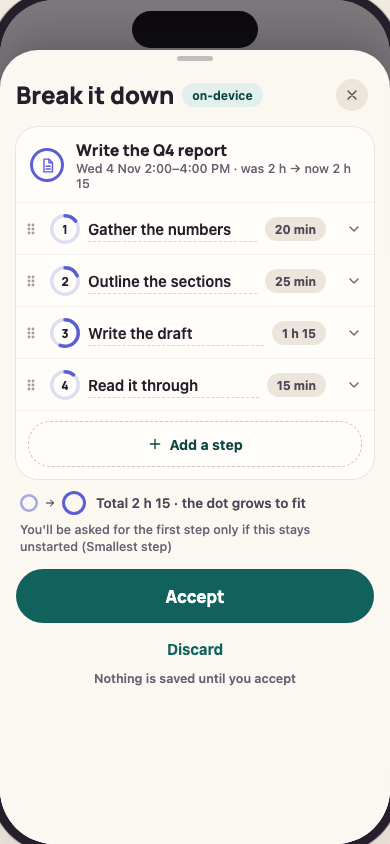 Break it down
on-device
Write the Q4 report
Wed 4 Nov 2:00–4:00 PM · was 2 h → now 2 h
15
1 Gather the numbers 20 min
2 Outline the sections 25 min
3 Write the draft 1 h 15
4 Read it through 15 min
+ Add a step
→ Total 2 h 15 · the dot grows to fit
You'll be asked for the first step only if this stays
unstarted (Smallest step)
Accept
Discard
Nothing is saved until you accept